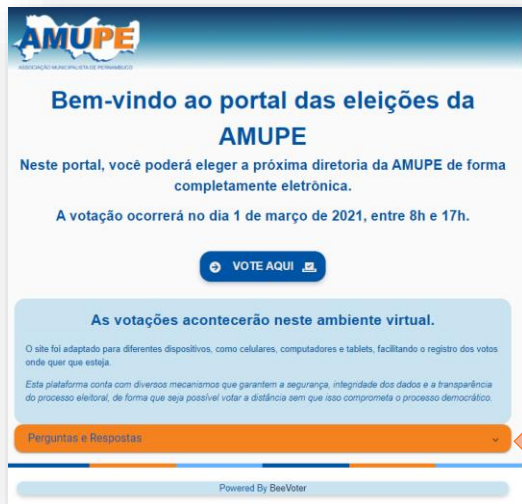 AMUPE
ASSOCIAÇÃO MUNICIPALISTA DE PERNAMBUCO
Bem-vindo ao portal das eleições da
AMUPE
Neste portal, você poderá eleger a próxima diretoria da AMUPE de forma
completamente eletrônica.
A votação ocorrerá no dia 1 de março de 2021, entre 8h e 17h.
VOTE AQUI
As votações acontecerão neste ambiente virtual.
O site foi adaptado para diferentes dispositivos, como celulares, computadores e tablets, facilitando o registro dos votos
onde quer que esteja.
Esta plataforma conta com diversos mecanismos que garantem a segurança, integridade dos dados e a transparência
do processo eleitoral, de forma que seja possível votar a distância sem que isso comprometa o processo democrático.
Perguntas e Respostas
Powered By BeeVoter